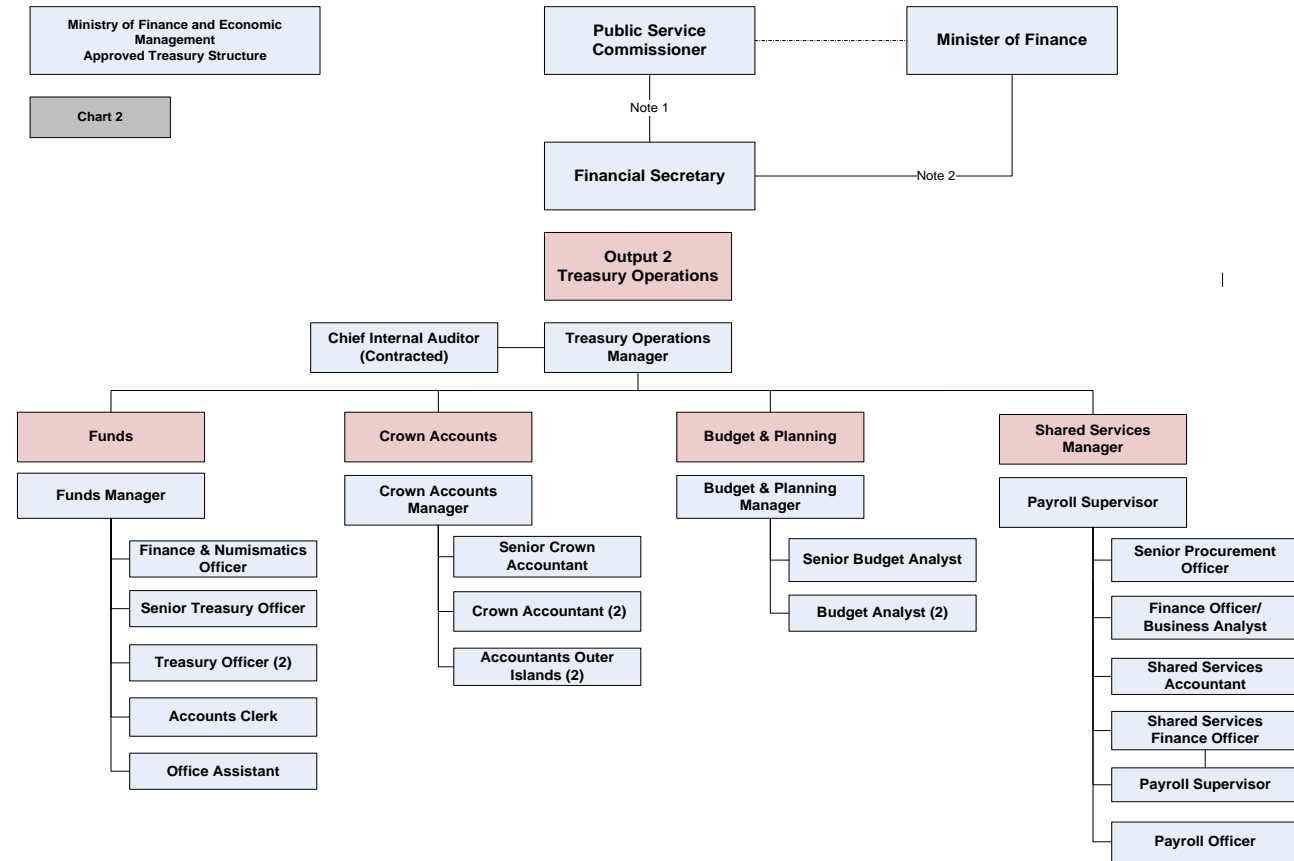 Ministry of Finance and Economic
Management
Approved Treasury Structure
Chart 2
Public Service
Commissioner
Minister of Finance
Note 1
Financial Secretary
Note 2
Output 2
Treasury Operations
Chief Internal Auditor
(Contracted)
Treasury Operations
Manager
Funds
Funds Manager
Finance & Numismatics
Officer
Senior Treasury Officer
Treasury Officer (2)
Accounts Clerk
Office Assistant
Crown Accounts
Crown Accounts
Manager
Senior Crown
Accountant
Crown Accountant (2)
Accountants Outer
Islands (2)
Budget & Planning
Budget & Planning
Manager
Senior Budget Analyst
Budget Analyst (2)
Shared Services
Manager
Payroll Supervisor
Senior Procurement
Officer
Finance Officer/
Business Analyst
Shared Services
Accountant
Shared Services
Finance Officer
Payroll Supervisor
Payroll Officer